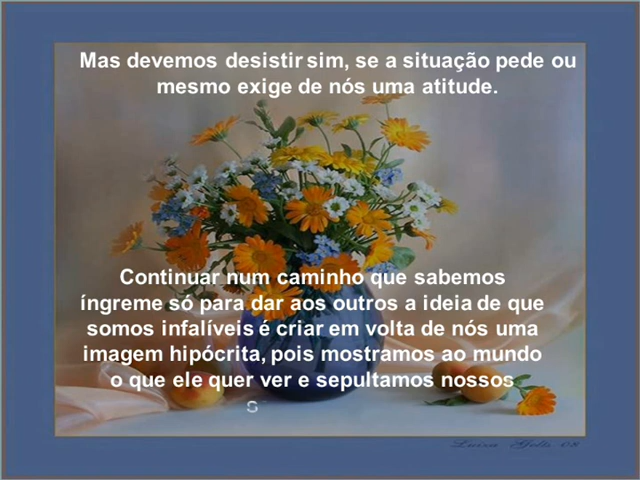 Mas devemos desistir sim, se a situação pede ou
mesmo exige de nós uma atitude.
Continuar num caminho que sabemos
íngreme só para dar aos outros a ideia de que
somos infalíveis é criar em volta de nós uma
imagem hipócrita, pois mostramos ao mundo
o que ele quer ver e sepultamos nossos
s